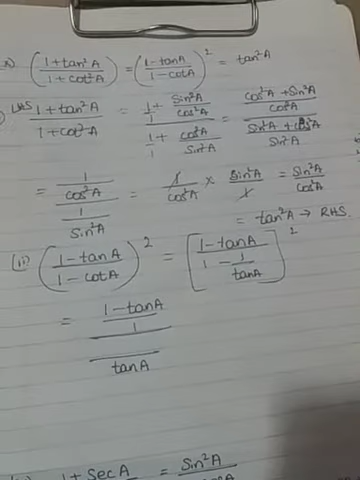 x) (1+tan²A / 1+cot²A) = (1-tanA / 1-cotA)² = tan²A
LHS 1+tan²A / 1+cot²A = (1/1 + sin²A/cos²A) / (1/1 + cos²A/sin²A) = (cos²A+sin²A / cos²A) / (sin²A+cos²A / sin²A)
= (1/cos²A) / (1/sin²A) = 1/cos²A × sin²A/1 = sin²A/cos²A
= tan²A → RHS.
(ii) (1-tanA / 1-cotA)² = [1-tanA / 1-1/tanA]²
= 1-tanA / 1 / tanA
1+secA = sin²A